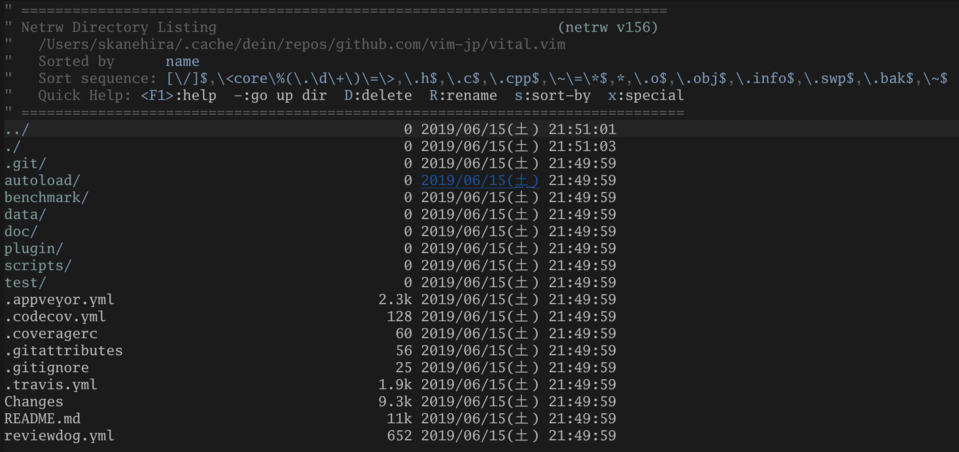 " ============================================================================
" Netrw Directory Listing                                        (netrw v156)
"   /Users/skanehira/.cache/dein/repos/github.com/vim-jp/vital.vim
"   Sorted by      name
"   Sort sequence: [\/]$,\<core\%(\.\d\+\)\=\>,\.h$,\.c$,\.cpp$,\~\=\*$,*,\.o$,\.obj$,\.info$,\.swp$,\.bak$,\~$
"   Quick Help: <F1>:help  -:go up dir  D:delete  R:rename  s:sort-by  x:special
" ==============================================================================
../                                            0 2019/06/15(土) 21:51:01
./                                             0 2019/06/15(土) 21:51:03
.git/                                          0 2019/06/15(土) 21:49:59
autoload/                                      0 2019/06/15(土) 21:49:59
benchmark/                                     0 2019/06/15(土) 21:49:59
data/                                          0 2019/06/15(土) 21:49:59
doc/                                           0 2019/06/15(土) 21:49:59
plugin/                                        0 2019/06/15(土) 21:49:59
scripts/                                       0 2019/06/15(土) 21:49:59
test/                                          0 2019/06/15(土) 21:49:59
.appveyor.yml                               2.3k 2019/06/15(土) 21:49:59
.codecov.yml                                 128 2019/06/15(土) 21:49:59
.coveragerc                                   60 2019/06/15(土) 21:49:59
.gitattributes                                56 2019/06/15(土) 21:49:59
.gitignore                                    25 2019/06/15(土) 21:49:59
.travis.yml                                 1.9k 2019/06/15(土) 21:49:59
Changes                                     9.3k 2019/06/15(土) 21:49:59
README.md                                    11k 2019/06/15(土) 21:49:59
reviewdog.yml                                652 2019/06/15(土) 21:49:59